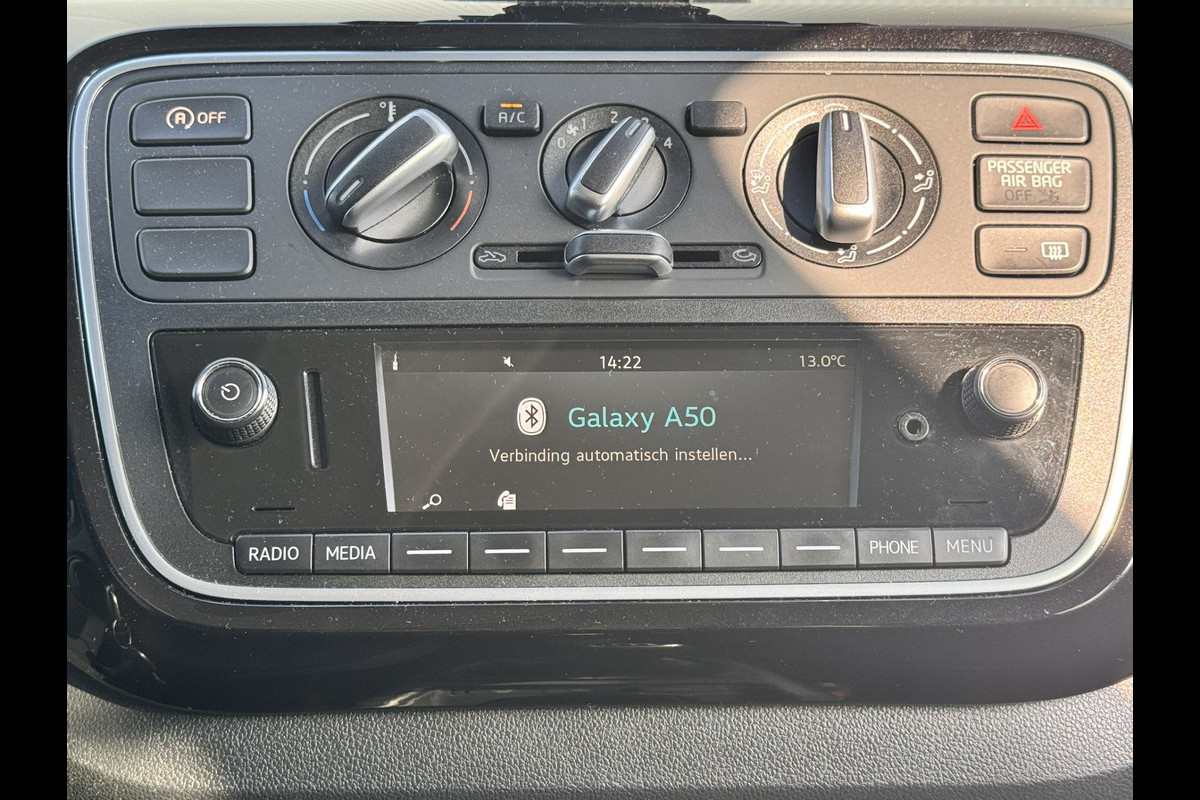 A OFF
A/C
0 1 2 3 4
PASSENGER
AIR BAG
OFF
14:22
13.0°C
Galaxy A50
Verbinding automatisch instellen...
RADIO MEDIA PHONE MENU